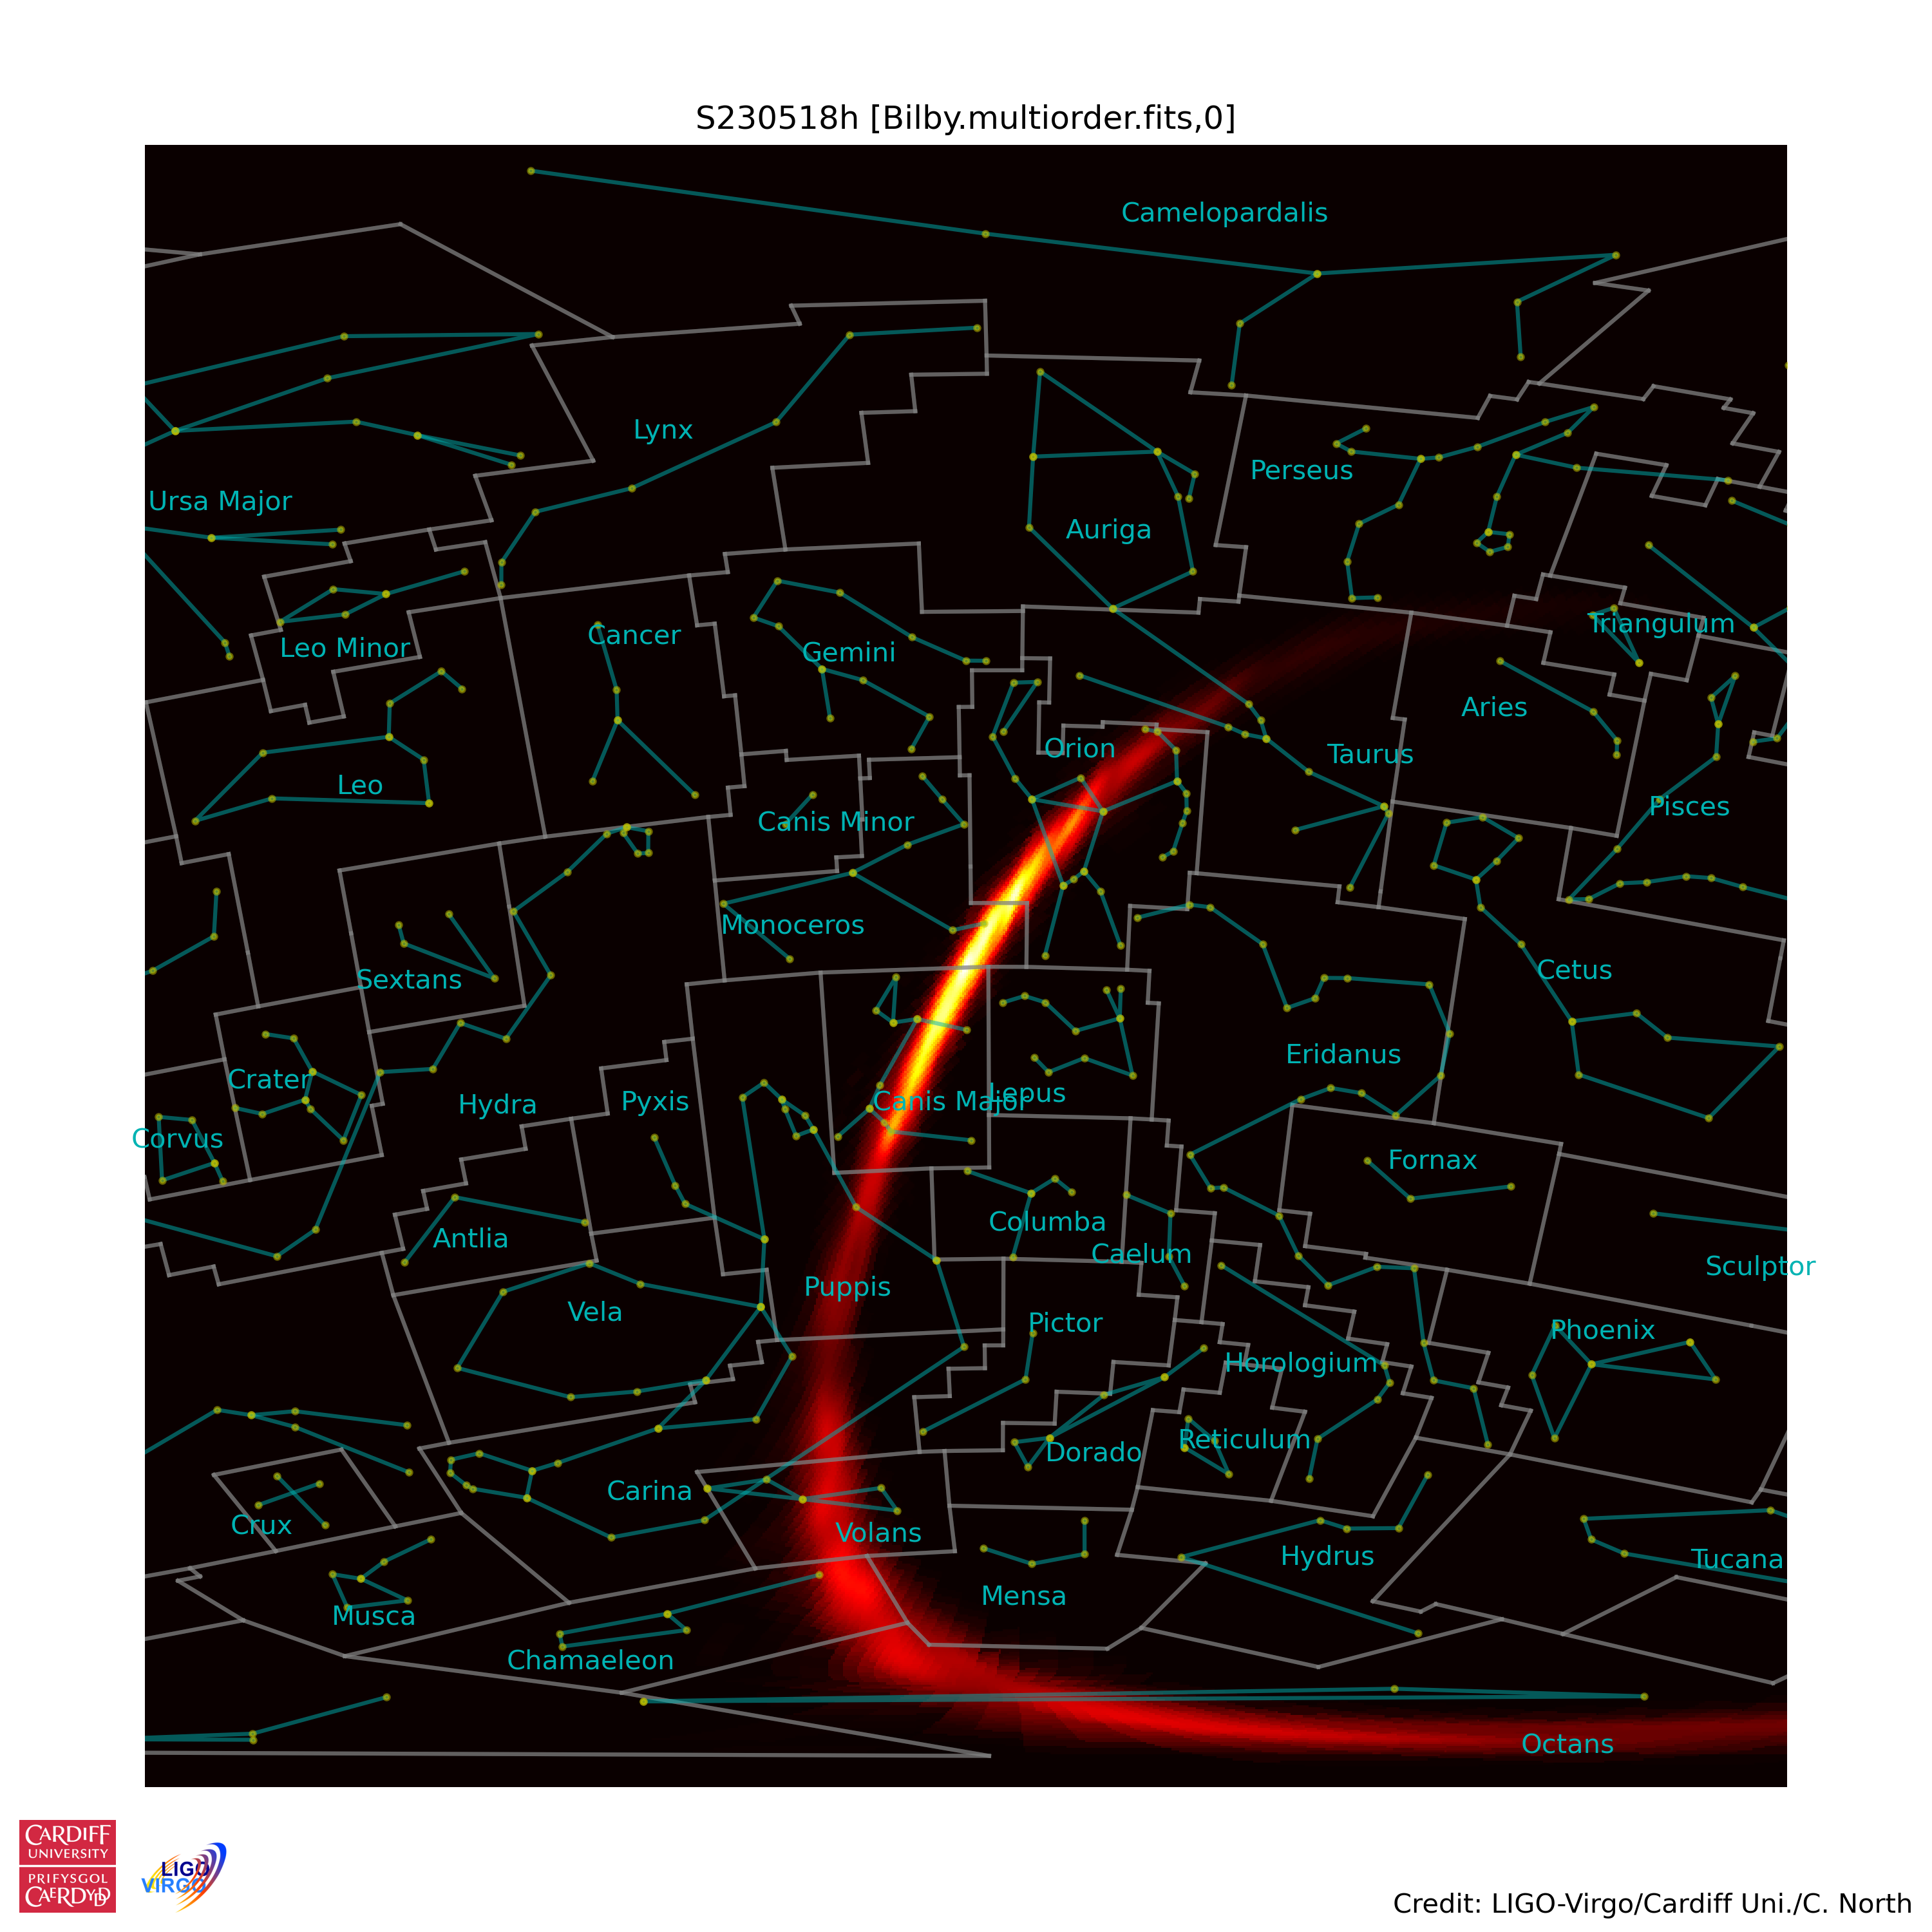 S230518h [Bilby.multiorder.fits,0]
Camelopardalis
Lynx
Perseus
Ursa Major
Auriga
Triangulum
Cancer
Leo Minor
Gemini
Aries
Orion
Taurus
Leo
Pisces
Canis Minor
Monoceros
Cetus
Sextans
Eridanus
Crater
Lepus
Canis Major
Pyxis
Hydra
Corvus
Fornax
Columba
Antlia
Caelum
Sculptor
Puppis
Vela
Pictor
Phoenix
Horologium
Reticulum
Dorado
Carina
Crux
Volans
Hydrus
Tucana
Mensa
Musca
Chamaeleon
Octans
CARDIFF
UNIVERSITY
PRIFYSGOL
CAERDYDD
LIGO
VIRGO
Credit: LIGO-Virgo/Cardiff Uni./C. North